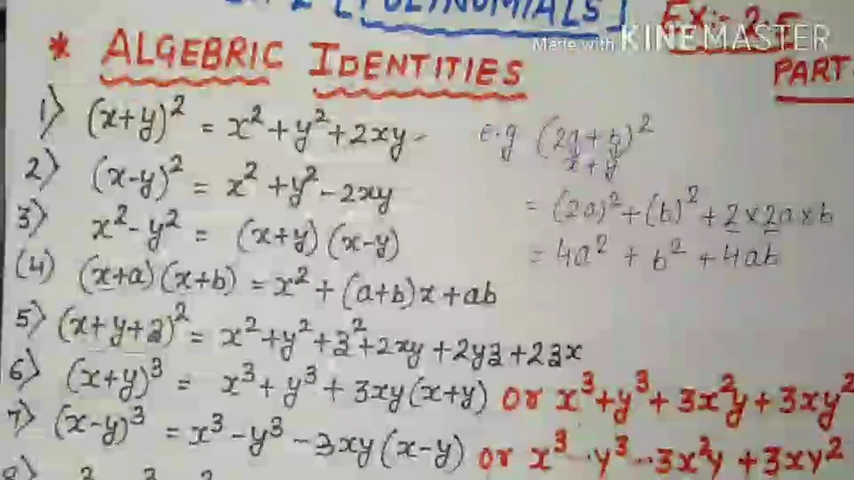 [POLYNOMIALS] Ex:- 2.5
Made with KINEMASTER
* ALGEBRIC IDENTITIES PART-
1) (x+y)² = x² + y² + 2xy
E.g (2a + b)²
x + y
= (2a)² + (b)² + 2 × 2a × b
= 4a² + b² + 4ab
2) (x-y)² = x² + y² - 2xy
3) x² - y² = (x+y) (x-y)
(4) (x+a) (x+b) = x² + (a+b)x + ab
5) (x+y+z)² = x² + y² + z² + 2xy + 2yz + 2zx
6) (x+y)³ = x³ + y³ + 3xy(x+y) or x³+y³+3x²y+3xy²
7) (x-y)³ = x³ - y³ - 3xy(x-y) or x³-y³-3x²y+3xy²
8)